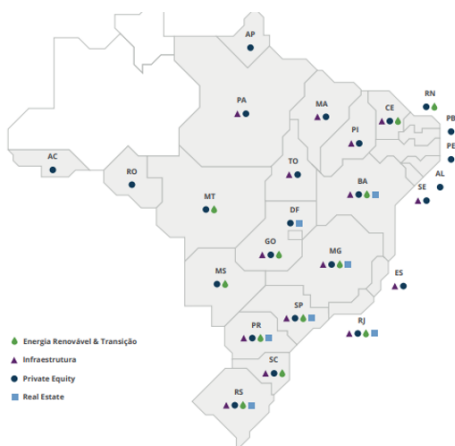 AP
RN
PA
MA
CE
PB
PI
PE
AC
RO
TO
AL
BA
SE
MT
DF
GO
MG
ES
MS
SP
RJ
PR
SC
RS
Energia Renovável & Transição
Infraestrutura
Private Equity
Real Estate